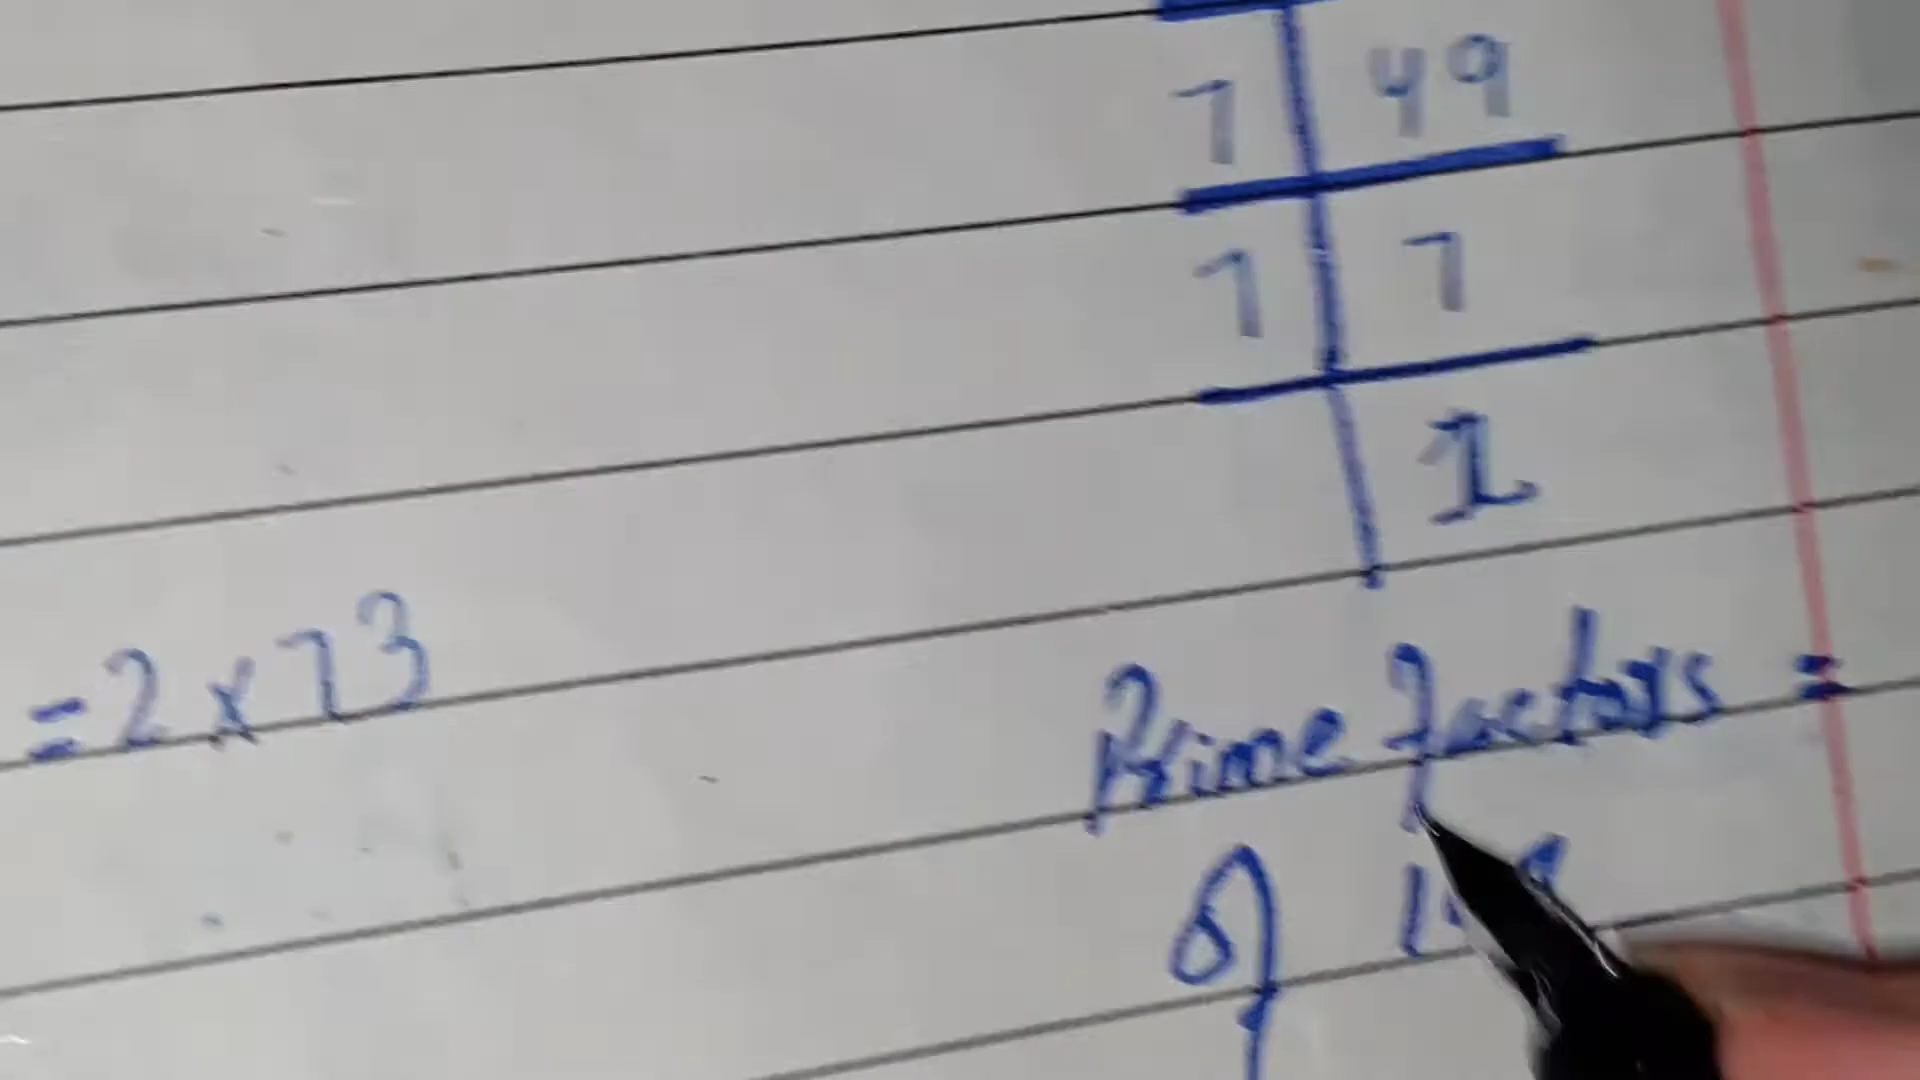 7 49
7 7
1
= 2 x 73
Prime factors =
of